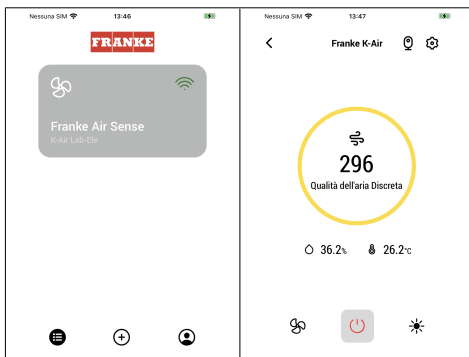 Nessuna SIM 13:46
FRANKE
Franke Air Sense
K-Air Lab-Ele
Nessuna SIM 13:47
Franke K-Air
296
Qualità dell'aria Discreta
36.2% 26.2°C